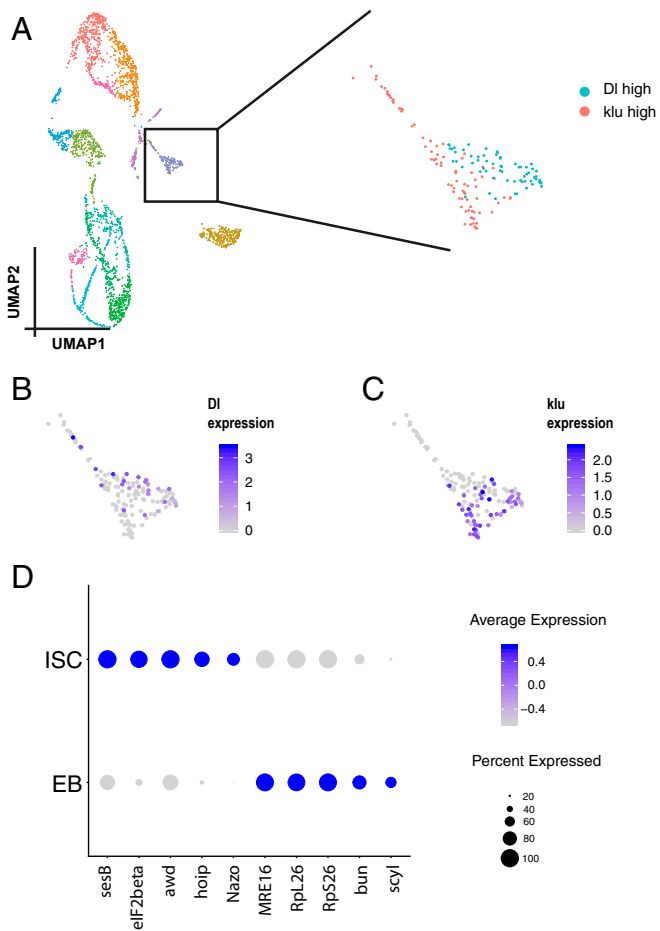 A
Dl high
klu high
UMAP2
UMAP1
B
Dl
expression
3
2
1
0
C
klu
expression
2.0
1.5
1.0
0.5
0.0
D
ISC
EB
sesB
eIF2beta
awd
hoip
Nazo
MRE16
RpL26
RpS26
bun
scyl
Average Expression
0.4
0.0
−0.4
Percent Expressed
20
40
60
80
100